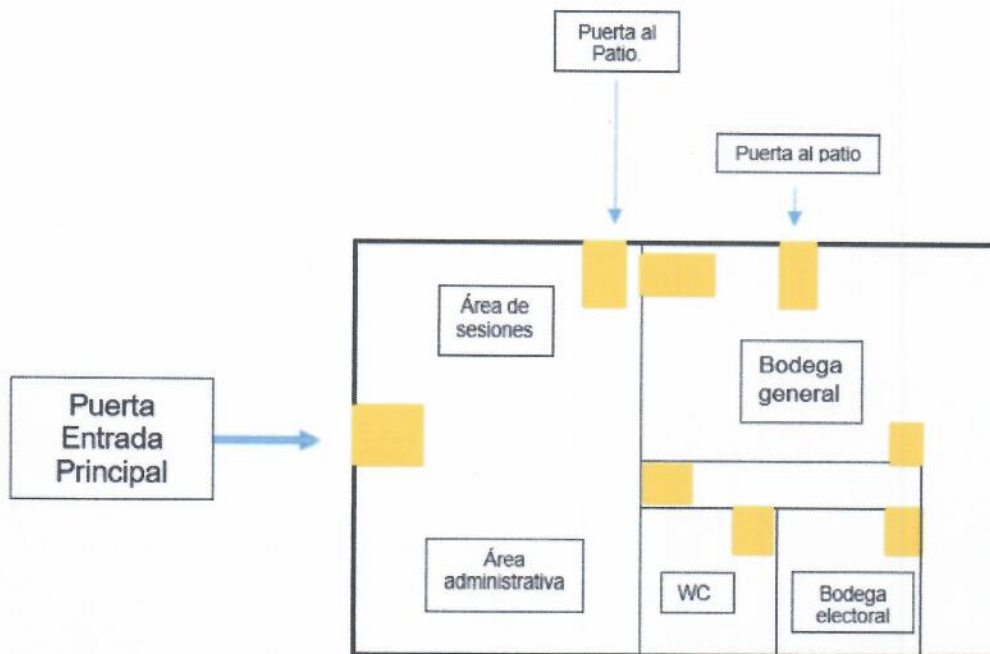 Puerta al
Patio.
Puerta al patio
Área de
sesiones
Bodega
general
Puerta
Entrada
Principal
Área
administrativa
WC
Bodega
electoral